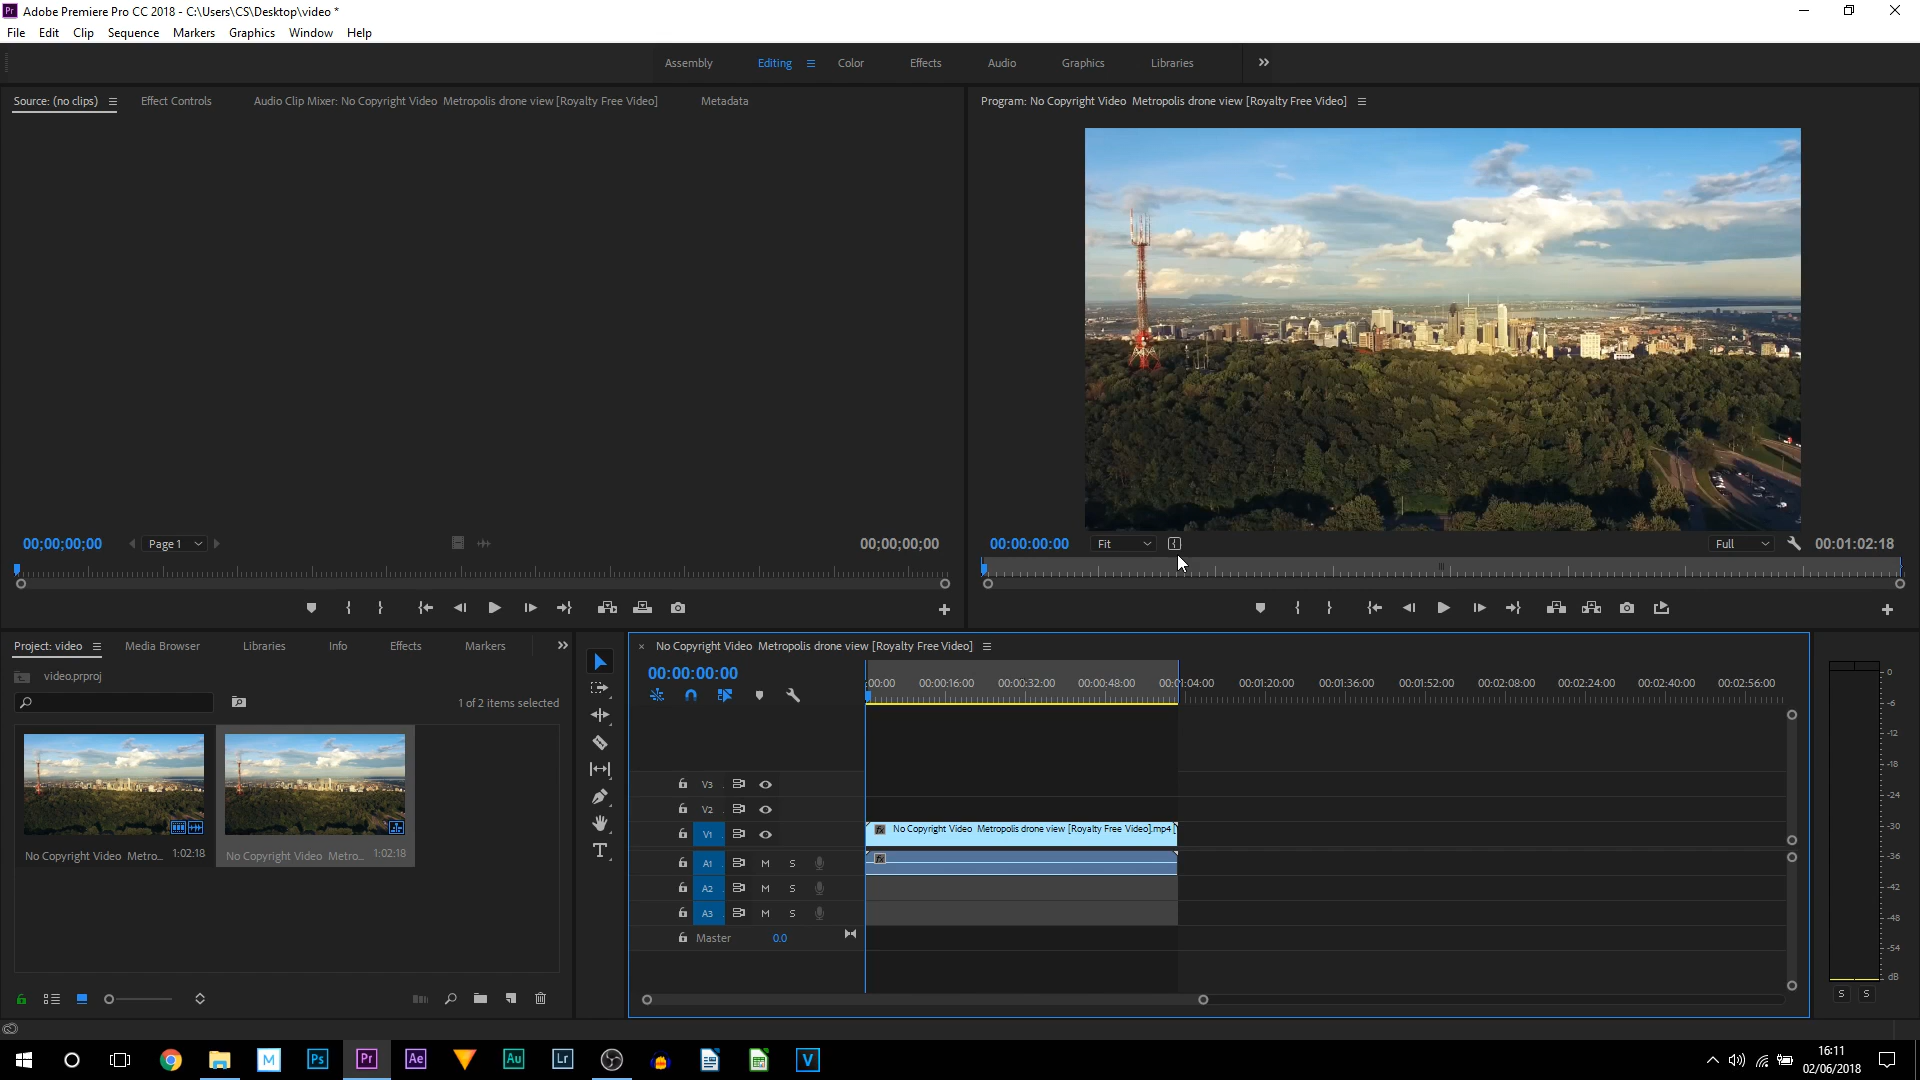 Pr Adobe Premiere Pro CC 2018 - C:\Users\CS\Desktop\video *
File Edit Clip Sequence Markers Graphics Window Help
Assembly Editing Color Effects Audio Graphics Libraries
Source: (no clips) Effect Controls Audio Clip Mixer: No Copyright Video Metropolis drone view [Royalty Free Video] Metadata
Program: No Copyright Video Metropolis drone view [Royalty Free Video]
00;00;00;00 Page 1 00;00;00;00
00:00:00:00 Fit Full 00:01:02:18
Project: video Media Browser Libraries Info Effects Markers
video.prproj
1 of 2 items selected
No Copyright Video Metro... 1:02:18
No Copyright Video Metro... 1:02:18
T
× No Copyright Video Metropolis drone view [Royalty Free Video]
00:00:00:00
:00:00 00:00:16:00 00:00:32:00 00:00:48:00 00:01:04:00 00:01:20:00 00:01:36:00 00:01:52:00 00:02:08:00 00:02:24:00 00:02:40:00 00:02:56:00
V3
V2
V1 fx No Copyright Video Metropolis drone view [Royalty Free Video].mp4 [
A1 M S fx
A2 M S
A3 M S
Master 0.0
0
-6
-12
-18
-24
-30
-36
-42
-48
-54
dB
S S
M Ps Pr Ae Au Lr V
16:11
02/06/2018